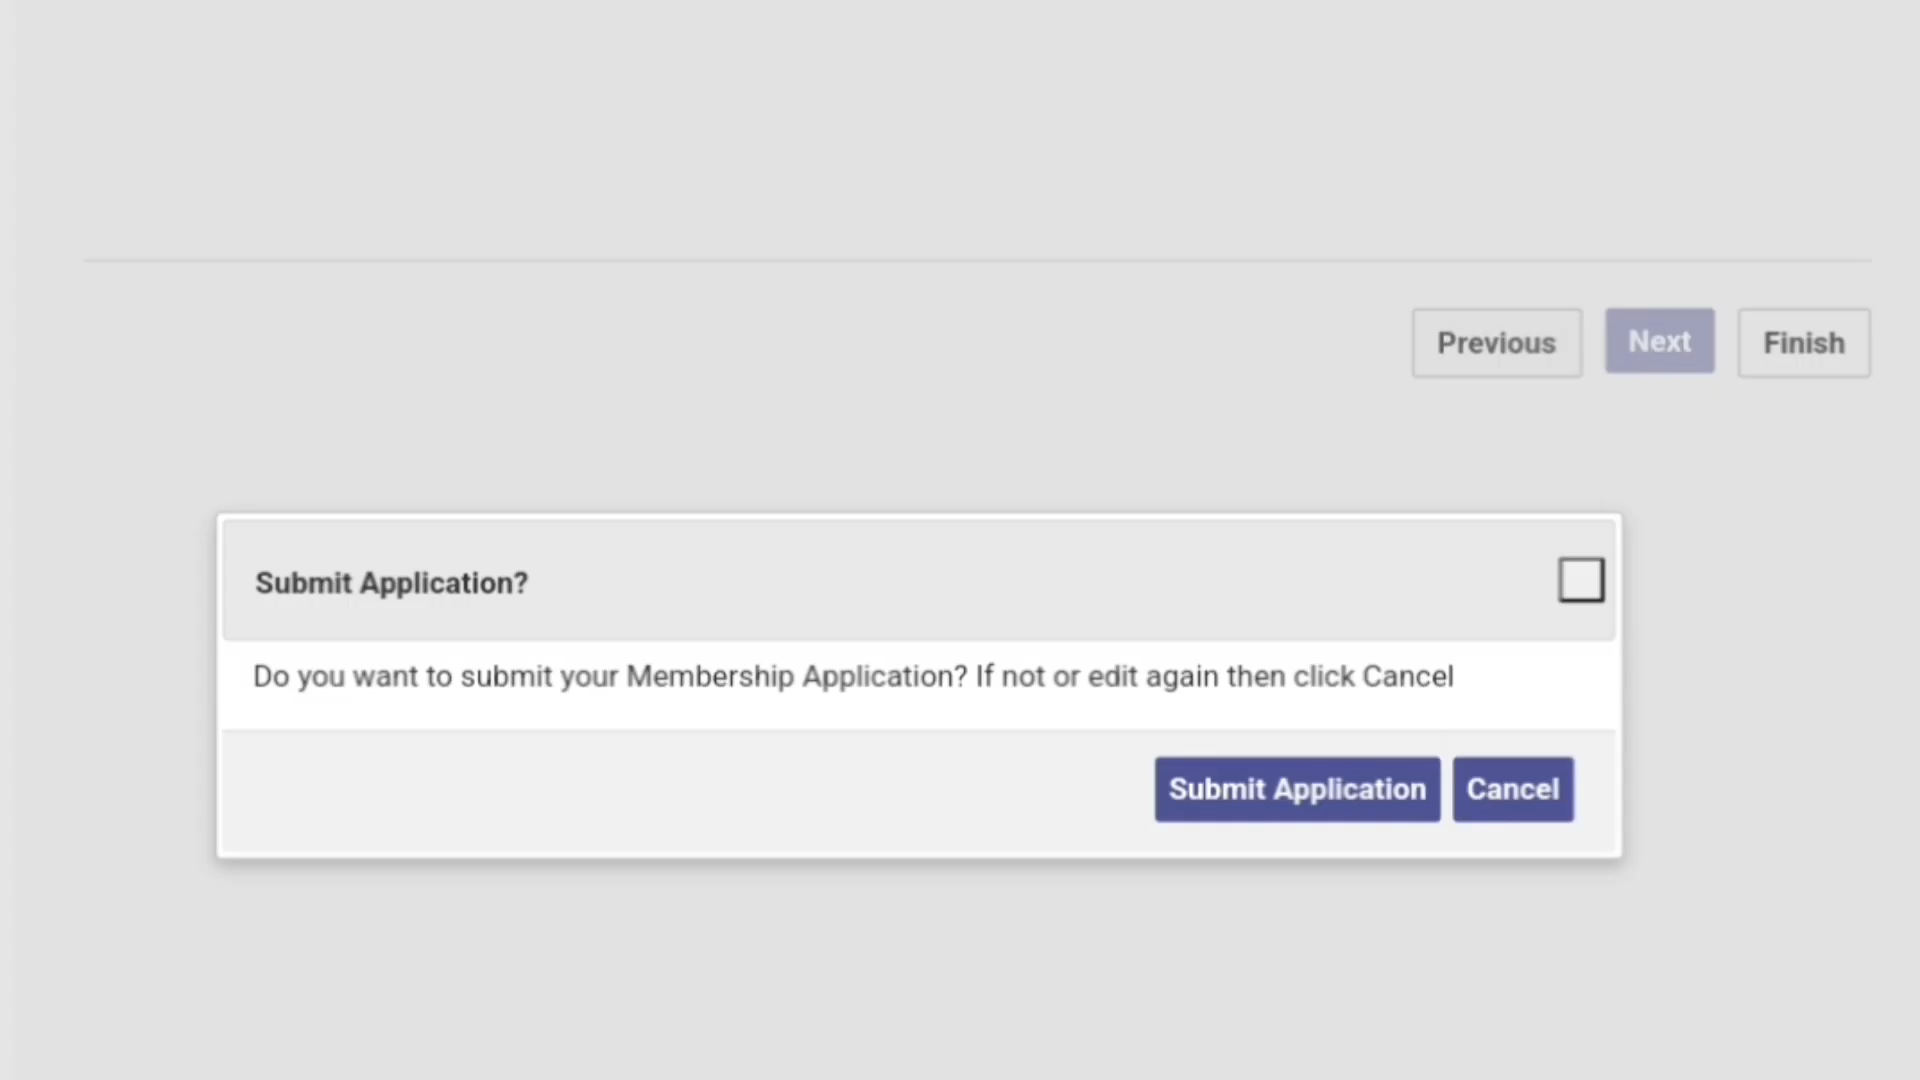 Previous Next Finish
Submit Application?
Do you want to submit your Membership Application? If not or edit again then click Cancel
Submit Application Cancel